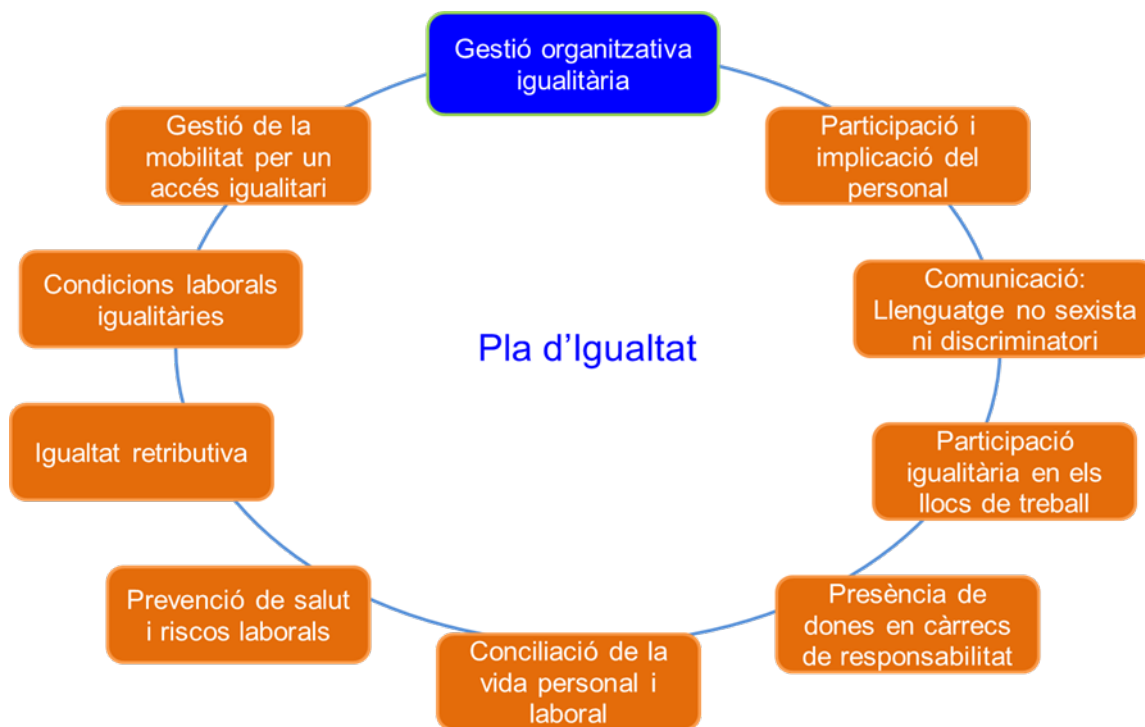 Gestió organitzativa
igualitària
Participació i
implicació del
personal
Comunicació:
Llenguatge no sexista
ni discriminatori
Participació
igualitària en els
llocs de treball
Presència de
dones en càrrecs
de responsabilitat
Conciliació de la
vida personal i
laboral
Prevenció de salut
i riscos laborals
Igualtat retributiva
Condicions laborals
igualitàries
Gestió de la
mobilitat per un
accés igualitari
Pla d’Igualtat